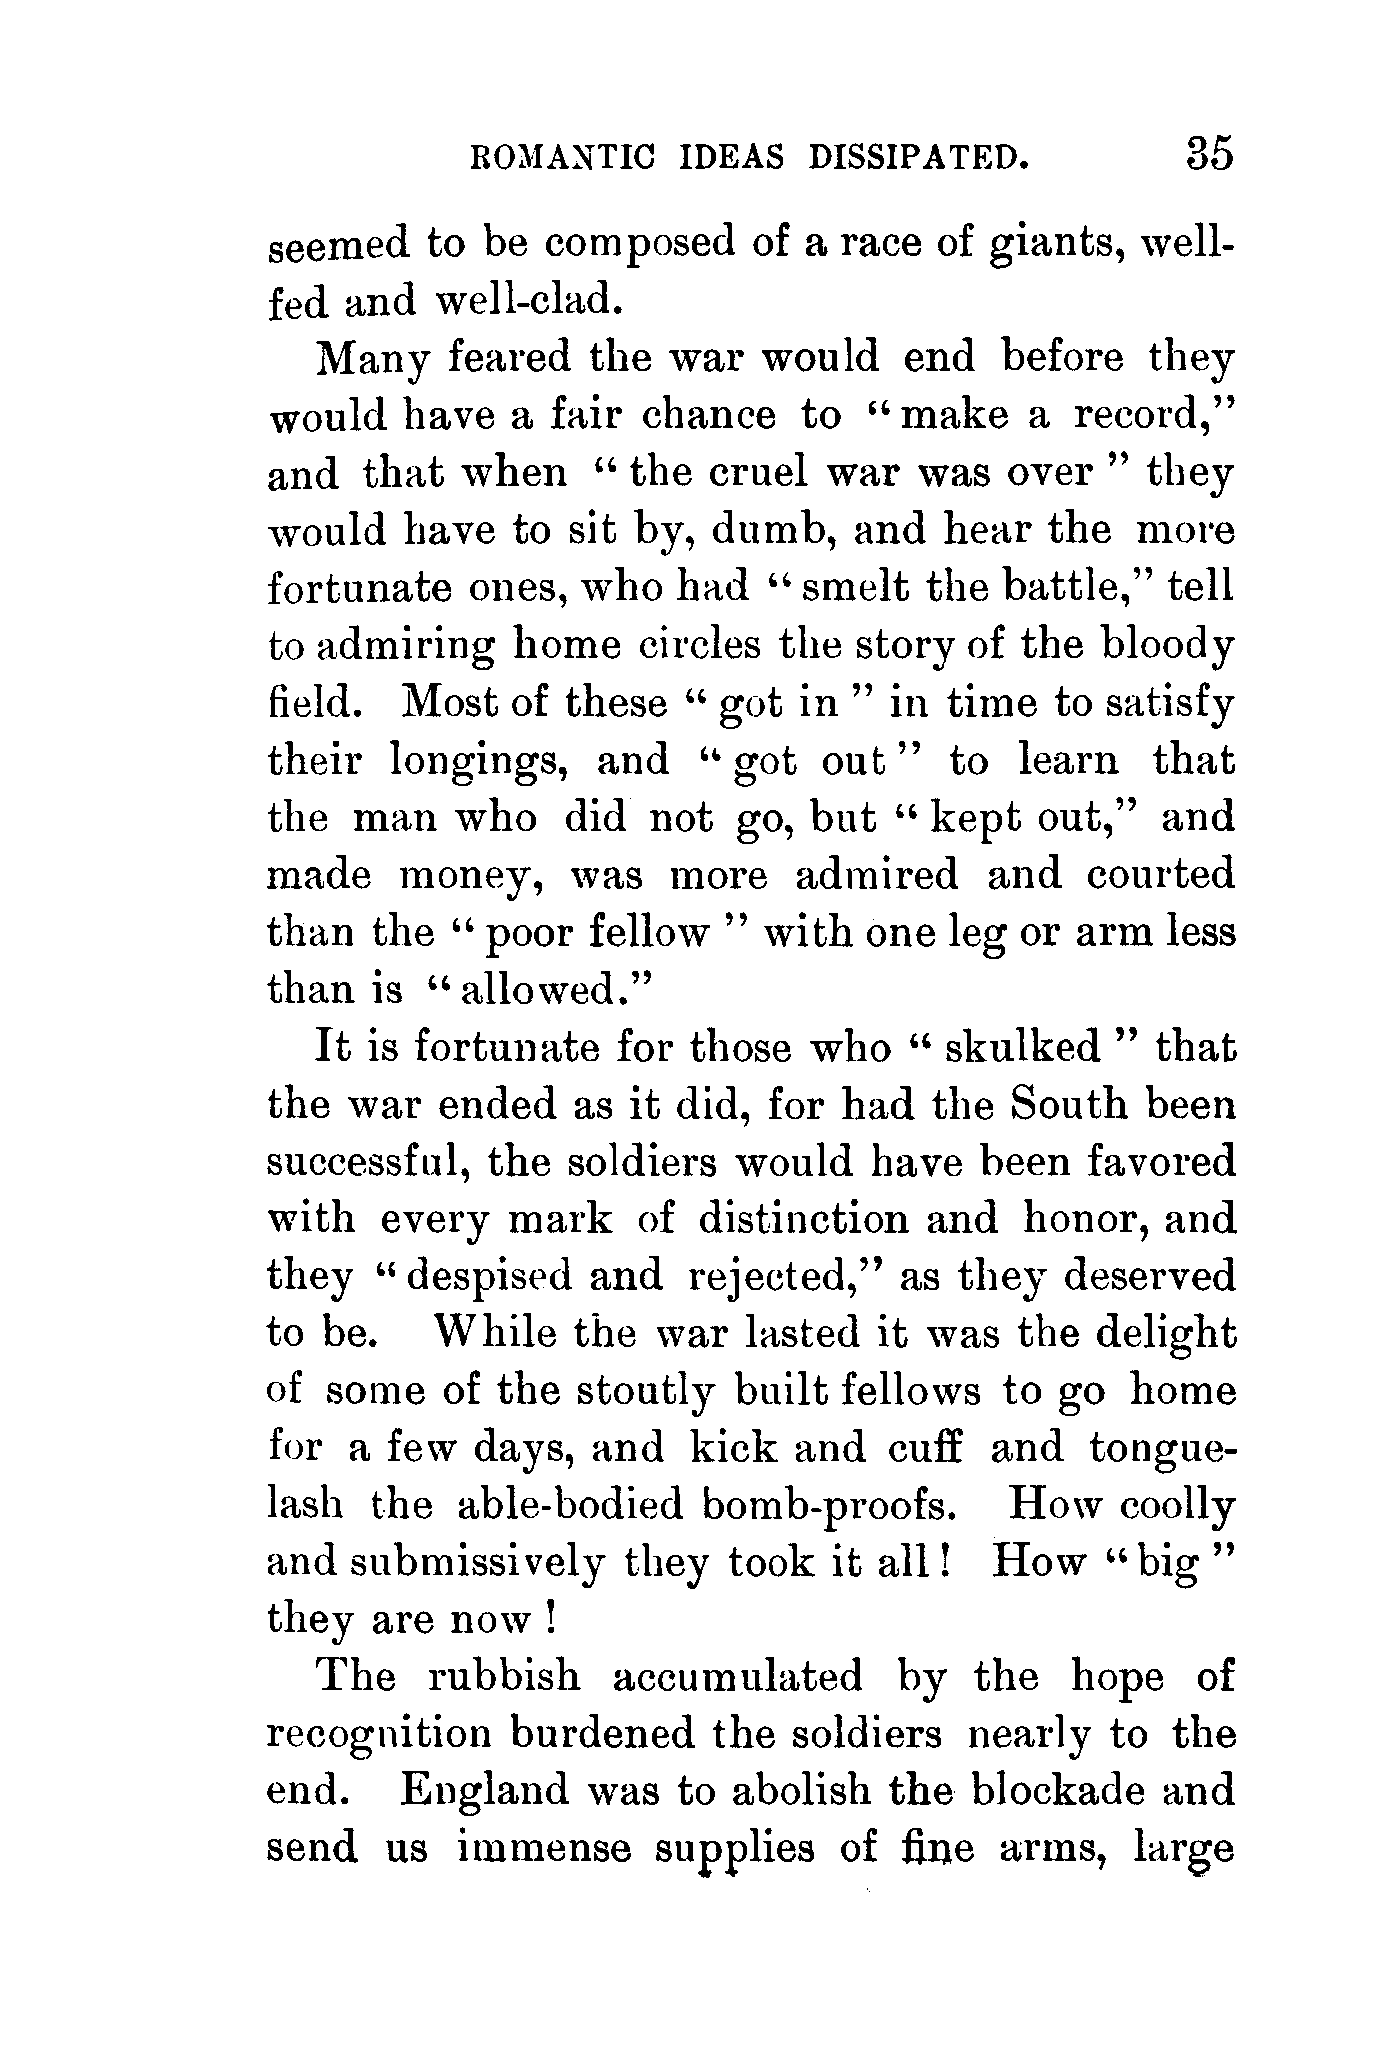 ROMANTIC IDEAS DISSIPATED. 35
seemed to be composed of a race of giants, well-
fed and well-clad.
Many feared the war would end before they
would have a fair chance to “ make a record,”
and that when “ the cruel war was over ” they
would have to sit by, dumb, and hear the more
fortunate ones, who had “ smelt the battle,” tell
to admiring home circles the story of the bloody
field. Most of these “ got in ” in time to satisfy
their longings, and “ got out ” to learn that
the man who did not go, but “ kept out,” and
made money, was more admired and courted
than the “ poor fellow ” with one leg or arm less
than is “ allowed.”
It is fortunate for those who “ skulked ” that
the war ended as it did, for had the South been
successful, the soldiers would have been favored
with every mark of distinction and honor, and
they “ despised and rejected,” as they deserved
to be. While the war lasted it was the delight
of some of the stoutly built fellows to go home
for a few days, and kick and cuff and tongue-
lash the able-bodied bomb-proofs. How coolly
and submissively they took it all ! How “ big ”
they are now !
The rubbish accumulated by the hope of
recognition burdened the soldiers nearly to the
end. England was to abolish the blockade and
send us immense supplies of fine arms, large